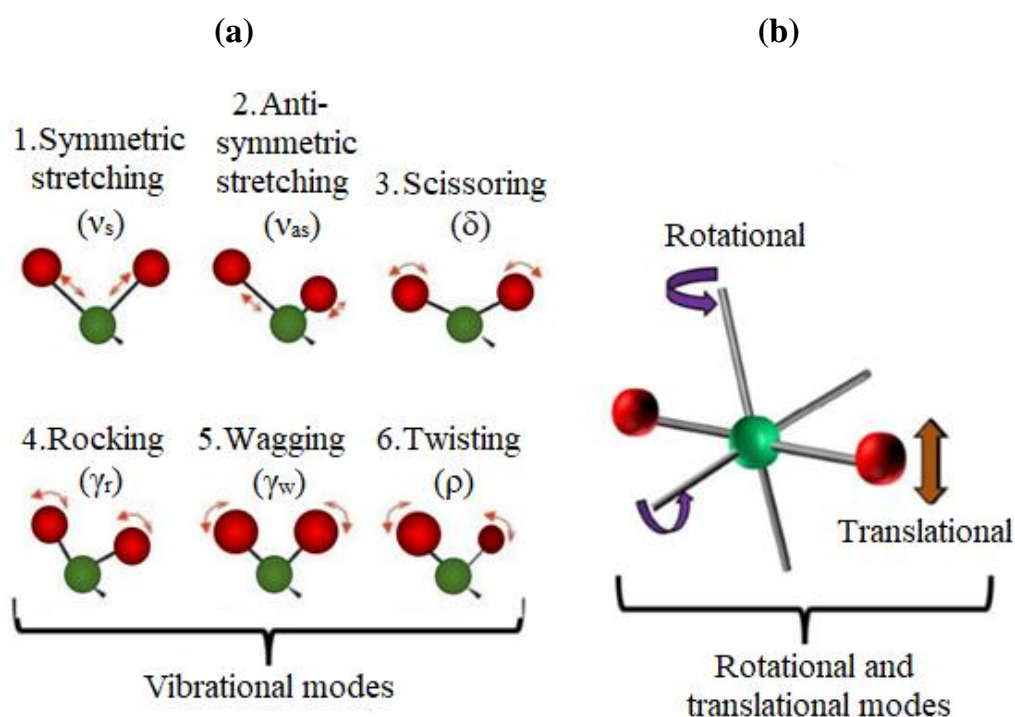 (a)
(b)
1.Symmetric
stretching
(νs)
2.Anti-
symmetric
stretching
(νas)
3.Scissoring
(δ)
4.Rocking
(γr)
5.Wagging
(γw)
6.Twisting
(ρ)
Vibrational modes
Rotational
Translational
Rotational and
translational modes